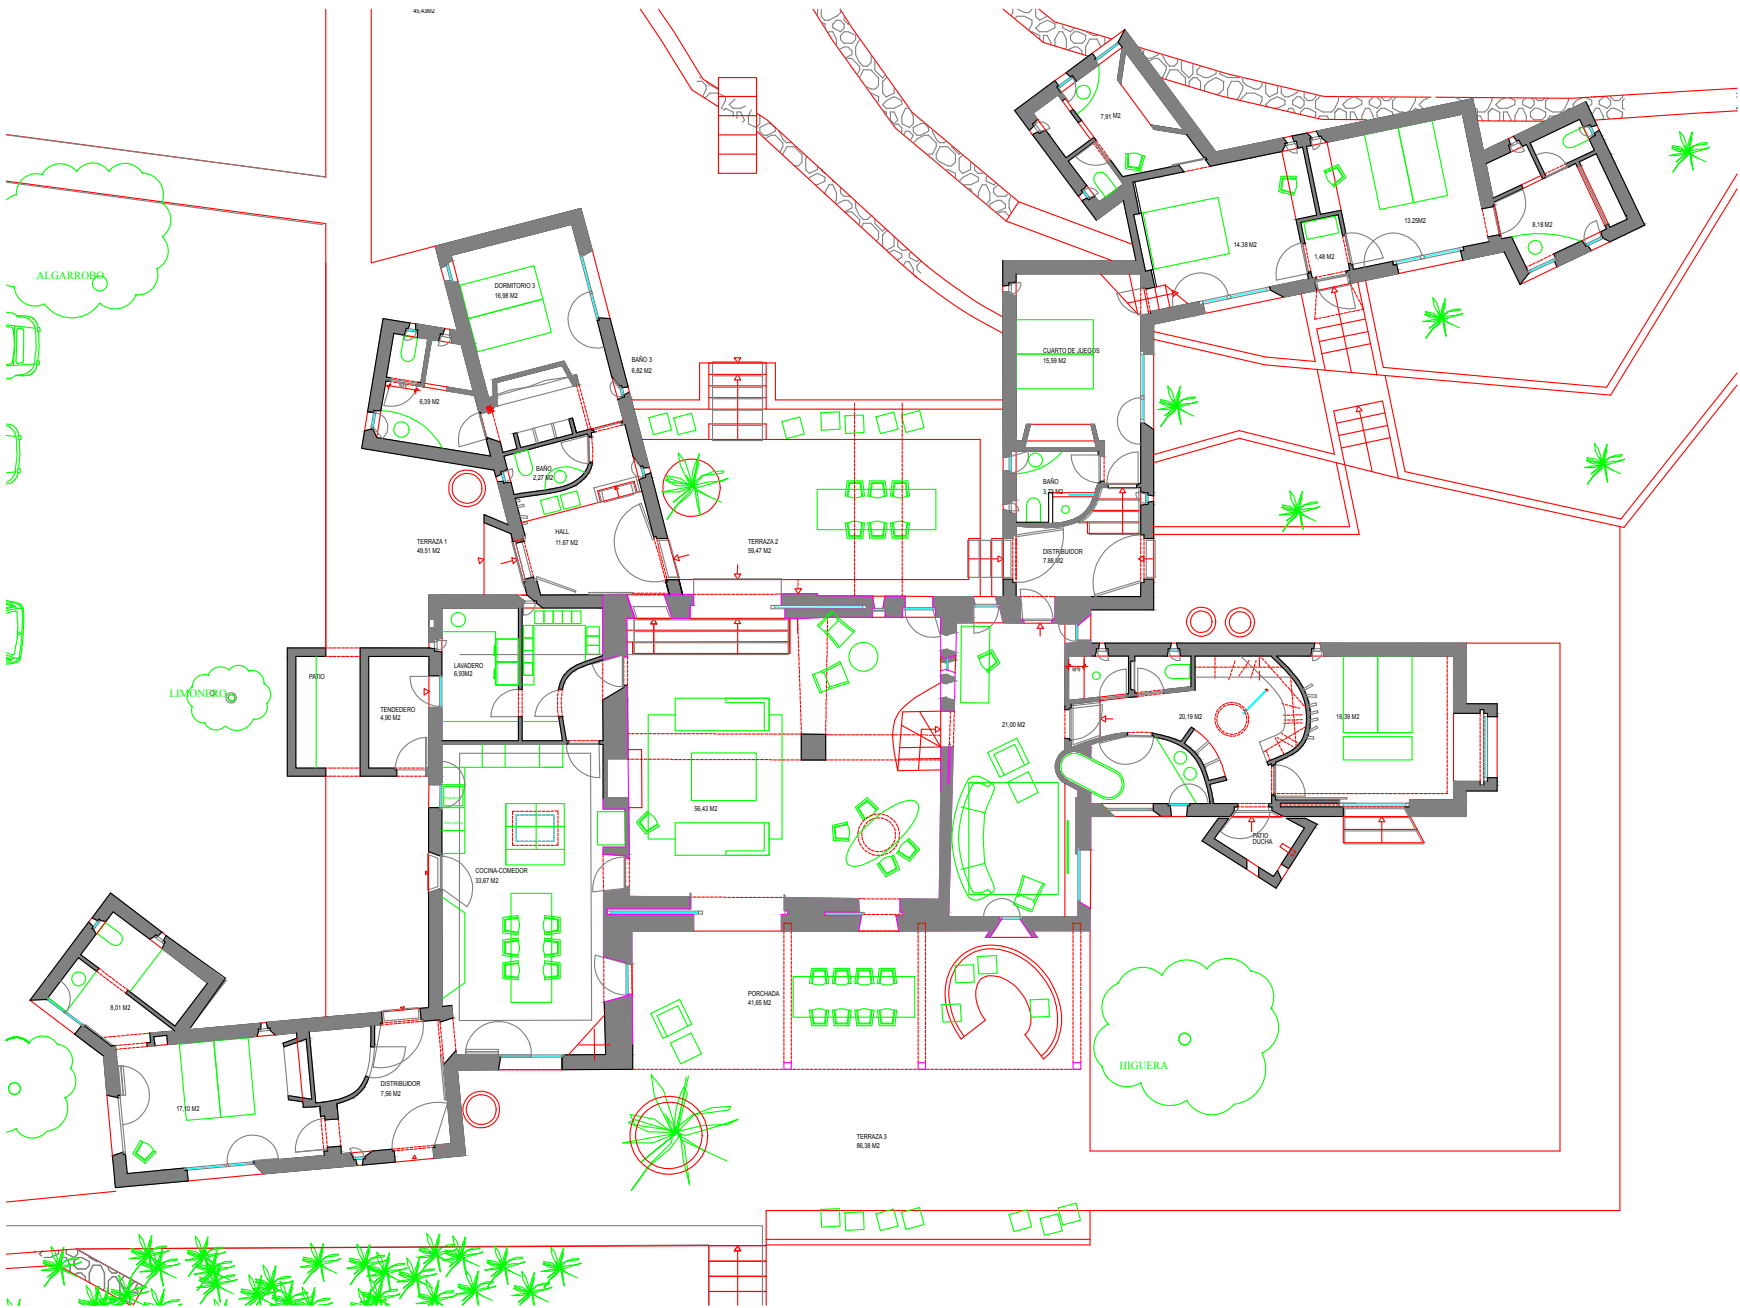 45,43M2
7,91 M2
ALGARROBO
DORMITORIO 3
16,98 M2
14.38 M2
1,48 M2
13.25M2
8,18 M2
BAÑO 3
6,82 M2
CUARTO DE JUEGOS
15,59 M2
6,39 M2
BAÑO
2,27 M2
BAÑO
HALL
11.67 M2
TERRAZA 1
49,51 M2
TERRAZA 2
59,47 M2
DISTRIBUIDOR
7.88 M2
LAVADERO
6,93M2
PATIO
LIMONERO
TENDEDERO
4,90 M2
21,00 M2
20,19 M2
16,39 M2
56,43 M2
PATIO
DUCHA
COCINA-COMEDOR
33,67 M2
PORCHADA
41,65 M2
8,01 M2
HIGUERA
DISTRIBUIDOR
7,56 M2
17,10 M2
TERRAZA 3
86,38 M2